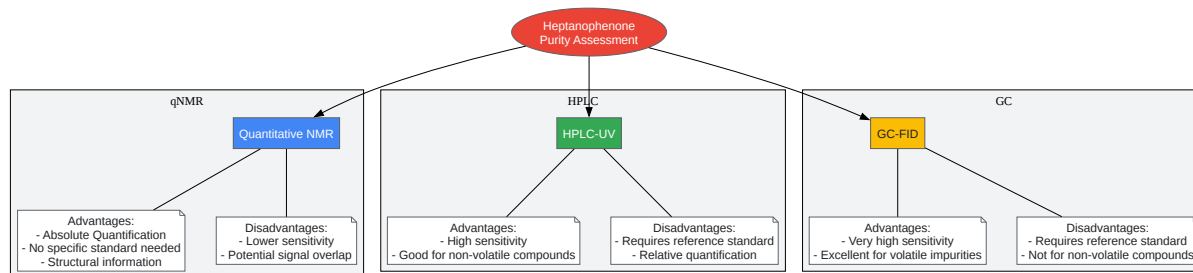 Heptanophenone
Purity Assessment
qNMR
Quantitative NMR
Advantages:
- Absolute Quantification
- No specific standard needed
- Structural information
Disadvantages:
- Lower sensitivity
- Potential signal overlap
HPLC
HPLC-UV
Advantages:
- High sensitivity
- Good for non-volatile compounds
Disadvantages:
- Requires reference standard
- Relative quantification
GC
GC-FID
Advantages:
- Very high sensitivity
- Excellent for volatile impurities
Disadvantages:
- Requires reference standard
- Not for non-volatile compounds